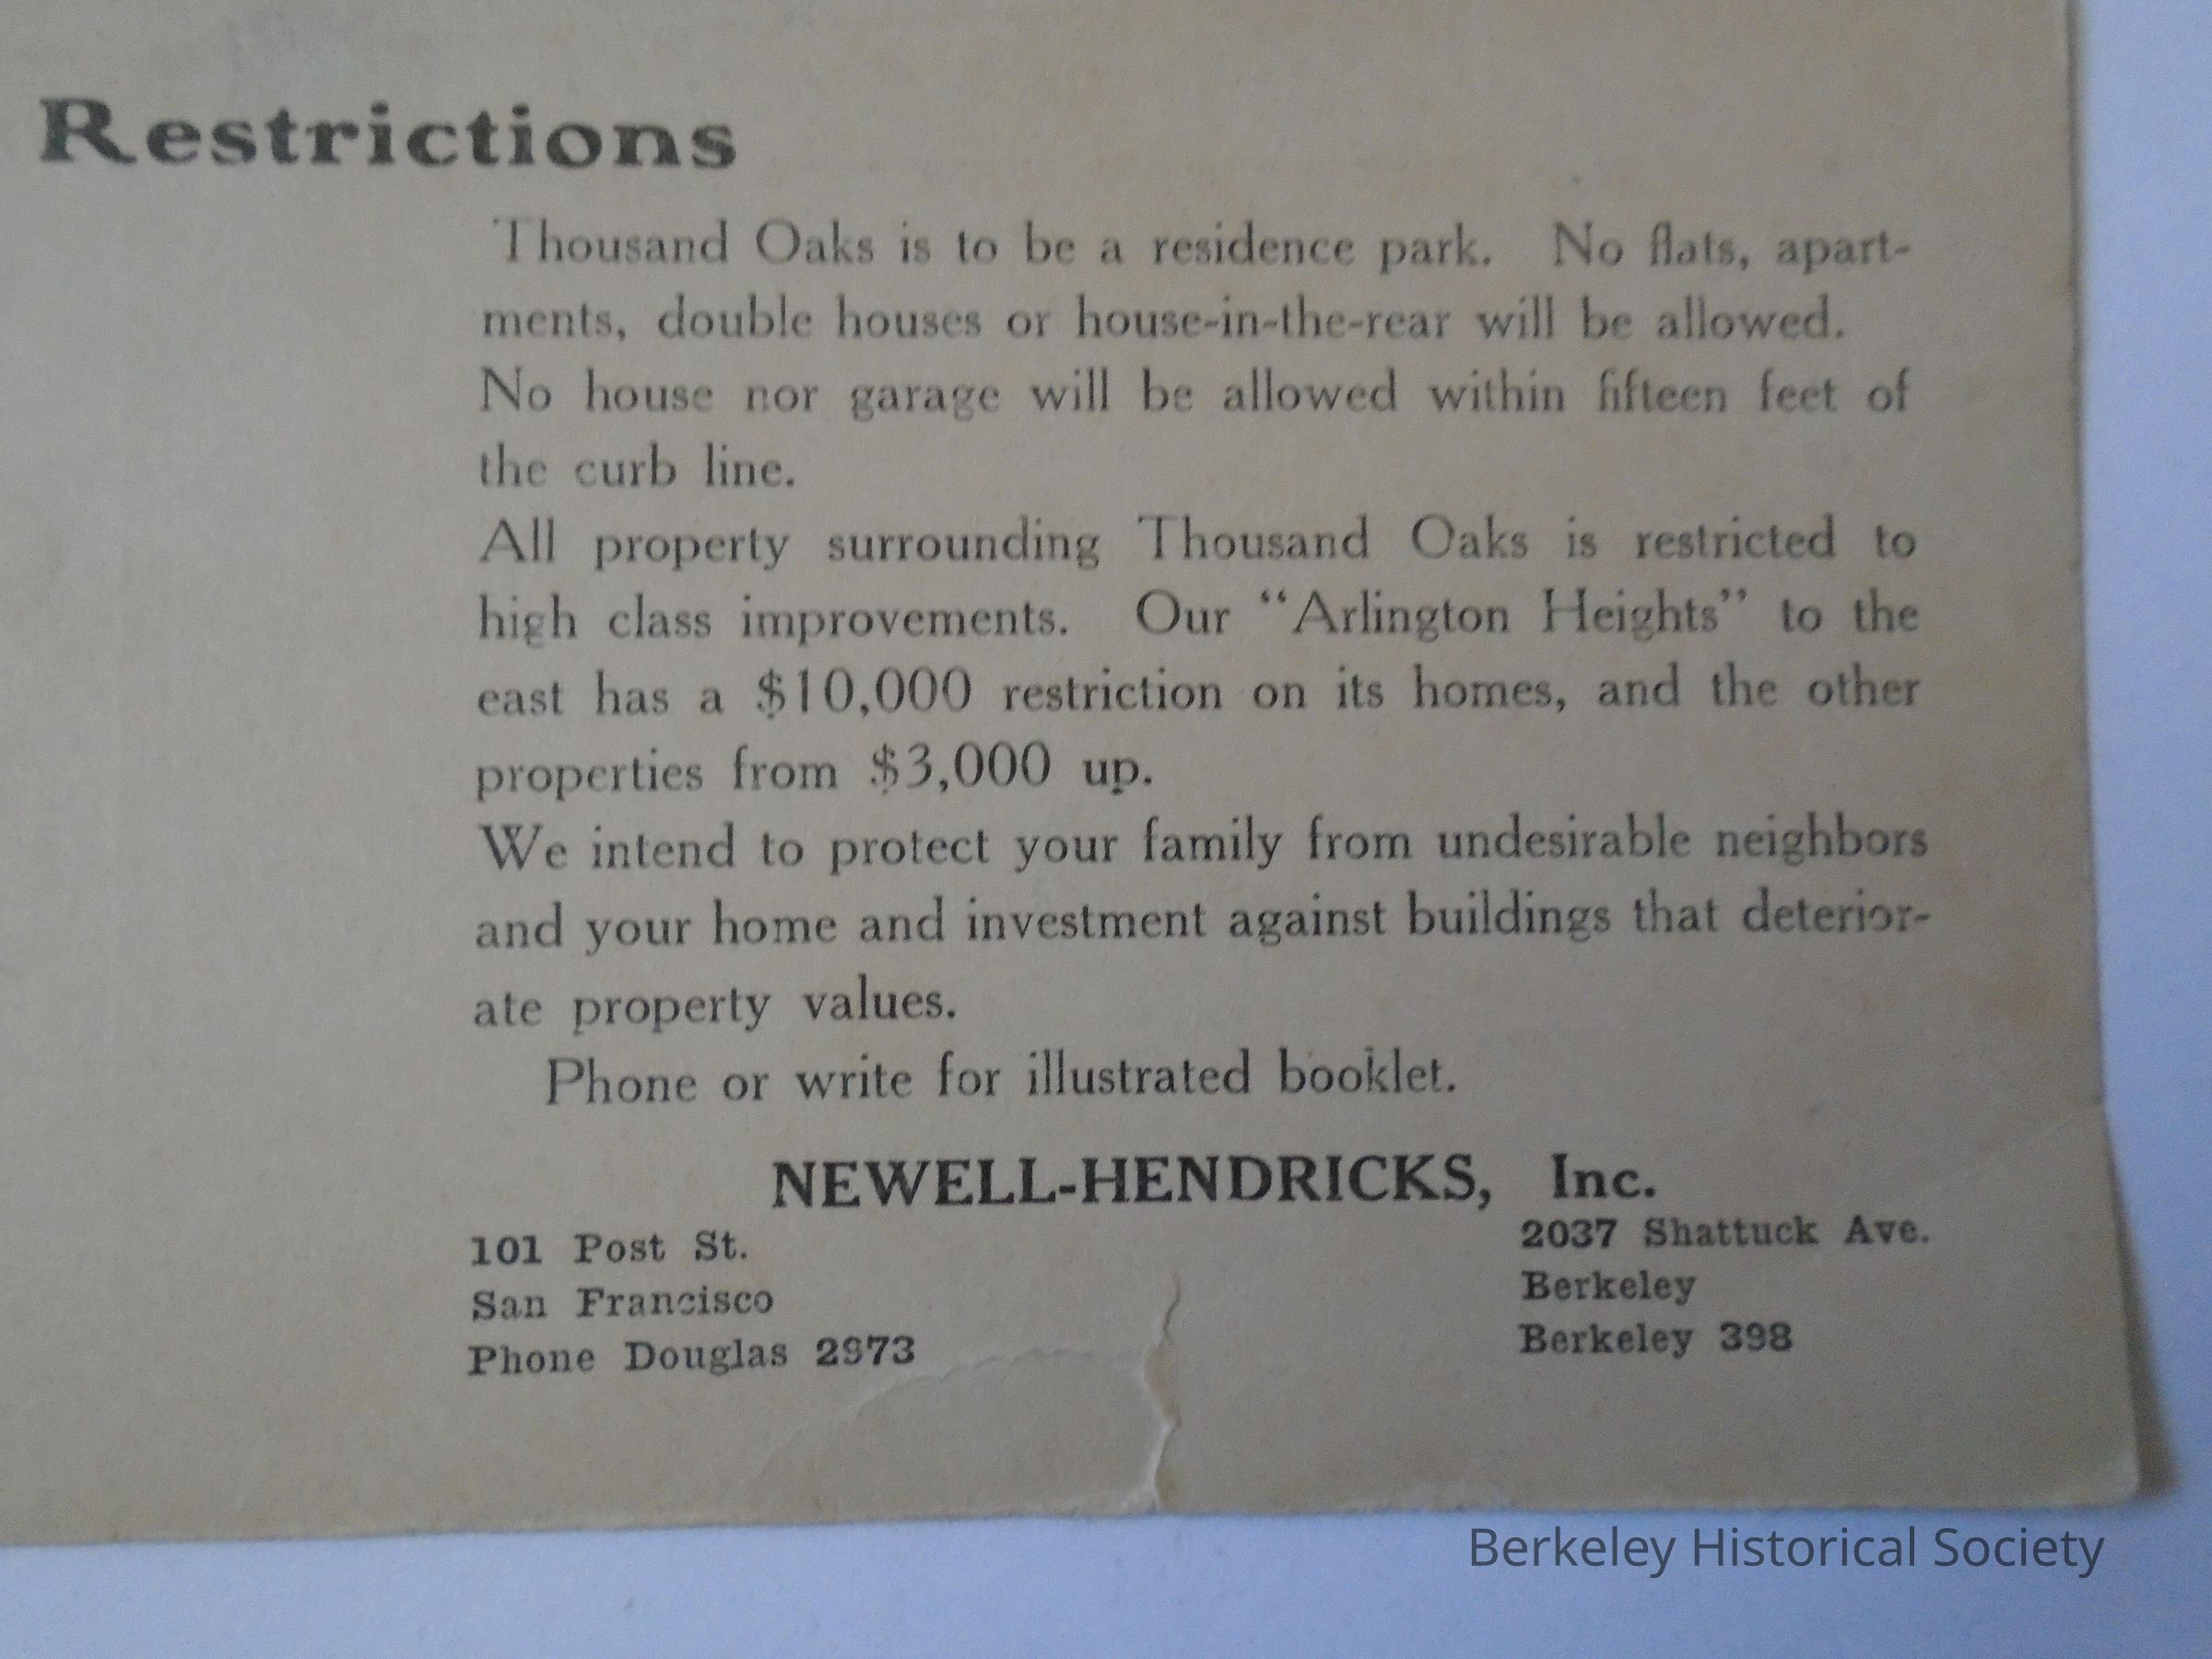 Restrictions
Thousand Oaks is to be a residence park. No flats, apart-
ments, double houses or house-in-the-rear will be allowed.
No house nor garage will be allowed within fifteen feet of
the curb line.
All property surrounding Thousand Oaks is restricted to
high class improvements. Our “Arlington Heights” to the
east has a $10,000 restriction on its homes, and the other
properties from $3,000 up.
We intend to protect your family from undesirable neighbors
and your home and investment against buildings that deterior-
ate property values.
Phone or write for illustrated booklet.
NEWELL-HENDRICKS, Inc.
101 Post St.
San Francisco
Phone Douglas 2973
2037 Shattuck Ave.
Berkeley
Berkeley 398
Berkeley Historical Society